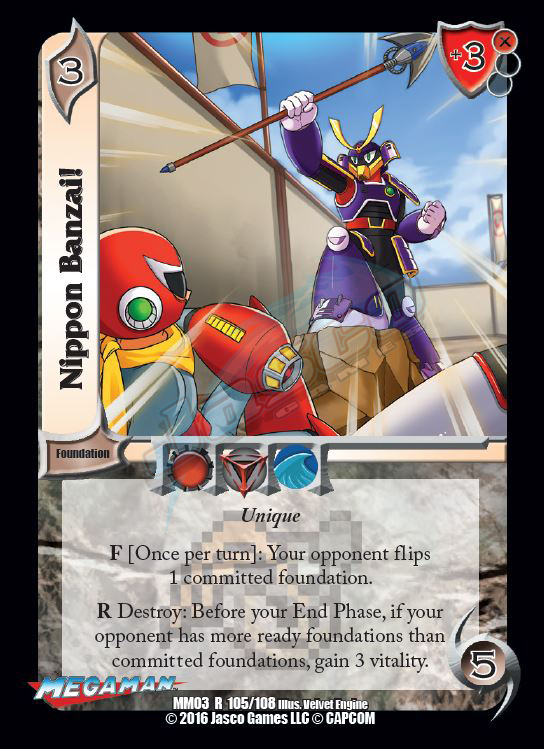 3
+3
X
Nippon Banzai!
Foundation
Unique
F [Once per turn]: Your opponent flips
1 committed foundation.
R Destroy: Before your End Phase, if your
opponent has more ready foundations than
committed foundations, gain 3 vitality.
5
MEGAMAN™
MM03 R 105/108 Illus. Velvet Engine
© 2016 Jasco Games LLC © CAPCOM